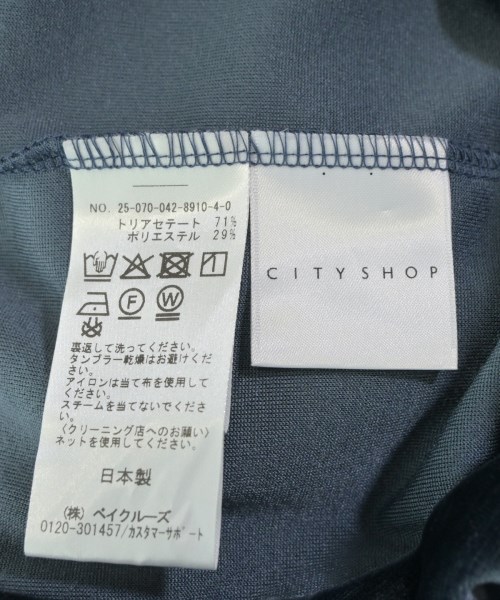 NO. 25-070-042-8910-4-0
トリアセテート 71%
ポリエステル 29%
F W
裏返して洗ってください。
タンブラー乾燥はお避けくださ
い。
アイロンは当て布を使用して
ください。
スチームを当てないでくださ
い。
〈クリーニング店へのお願い〉
ネットを使用してください。
日本製
(株) ベイクルーズ
0120-301457/カスタマーサポート
CITYSHOP